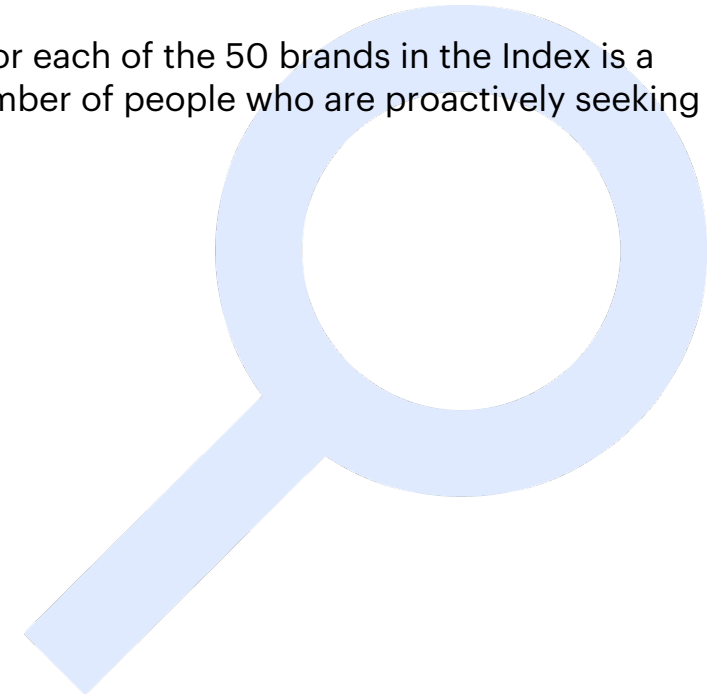 or each of the 50 brands in the Index is a
mber of people who are proactively seeking